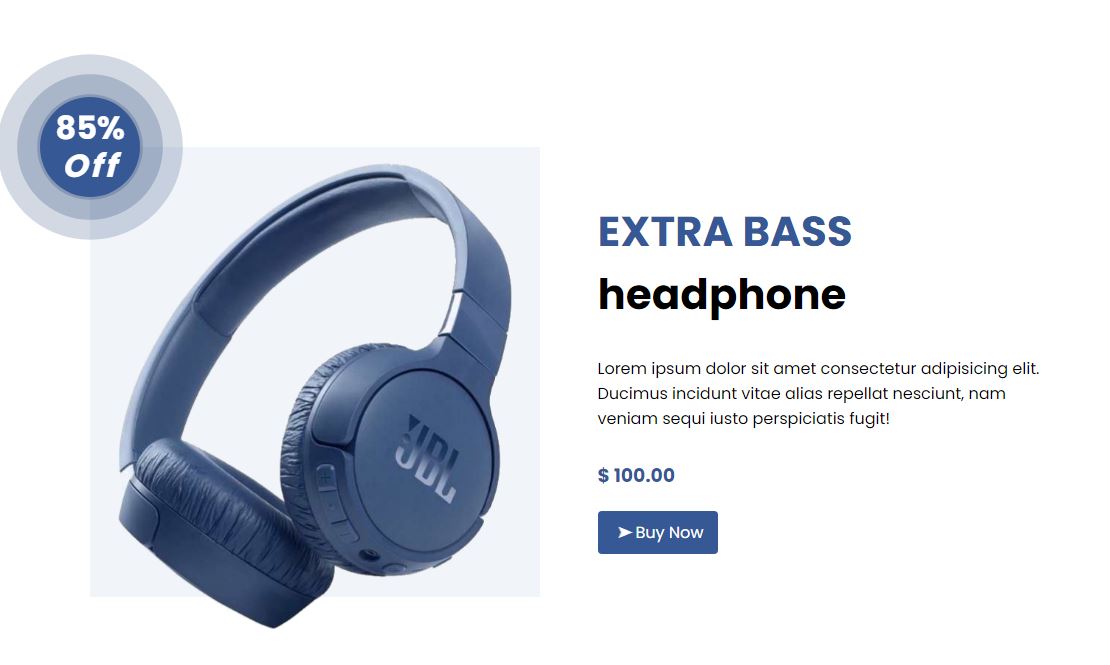 85%
Off
EXTRA BASS
headphone
JBL
Lorem ipsum dolor sit amet consectetur adipisicing elit.
Ducimus incidunt vitae alias repellat nesciunt, nam
veniam sequi iusto perspiciatis fugit!
$ 100.00
➤ Buy Now